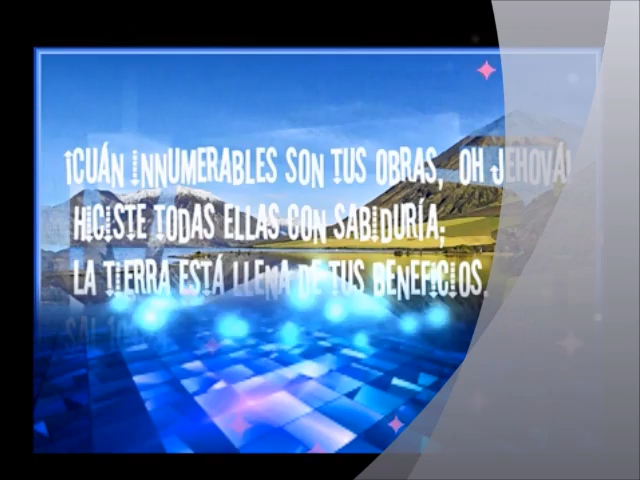 ¡CUÁN INNUMERABLES SON TUS OBRAS, OH JEHOVÁ!
HICISTE TODAS ELLAS CON SABIDURÍA;
LA TIERRA ESTÁ LLENA DE TUS BENEFICIOS.